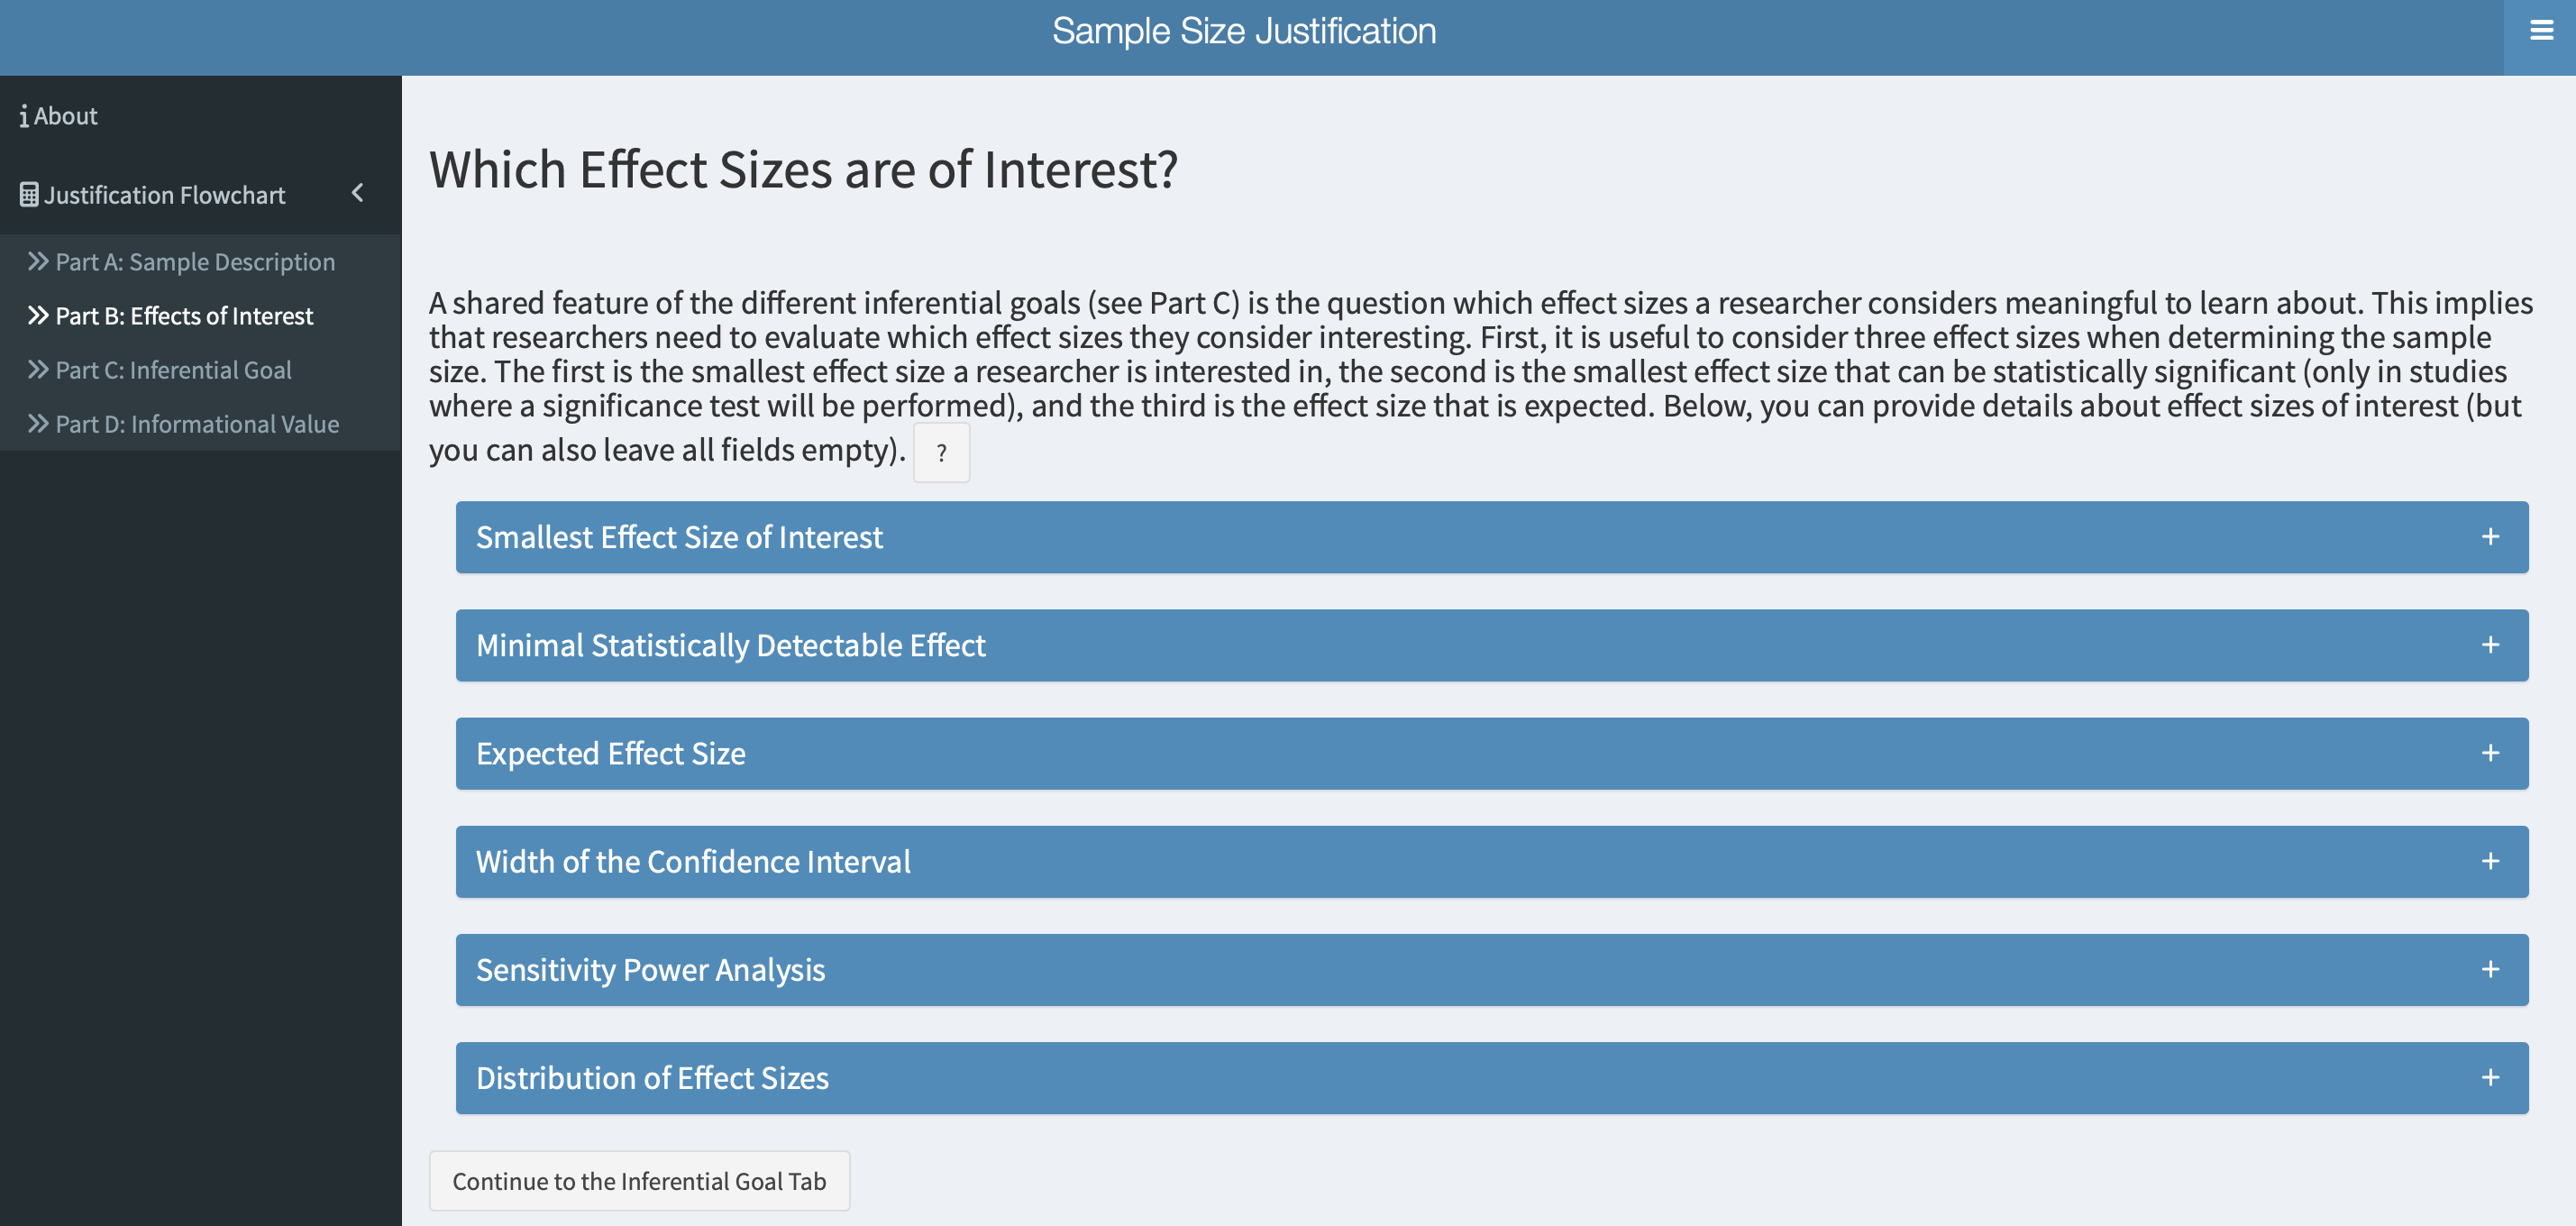 Sample Size Justification
About
Justification Flowchart
Part A: Sample Description
Part B: Effects of Interest
Part C: Inferential Goal
Part D: Informational Value
Which Effect Sizes are of Interest?
A shared feature of the different inferential goals (see Part C) is the question which effect sizes a researcher considers meaningful to learn about. This implies
that researchers need to evaluate which effect sizes they consider interesting. First, it is useful to consider three effect sizes when determining the sample
size. The first is the smallest effect size a researcher is interested in, the second is the smallest effect size that can be statistically significant (only in studies
where a significance test will be performed), and the third is the effect size that is expected. Below, you can provide details about effect sizes of interest (but
you can also leave all fields empty). ?
Smallest Effect Size of Interest +
Minimal Statistically Detectable Effect +
Expected Effect Size +
Width of the Confidence Interval +
Sensitivity Power Analysis +
Distribution of Effect Sizes +
Continue to the Inferential Goal Tab